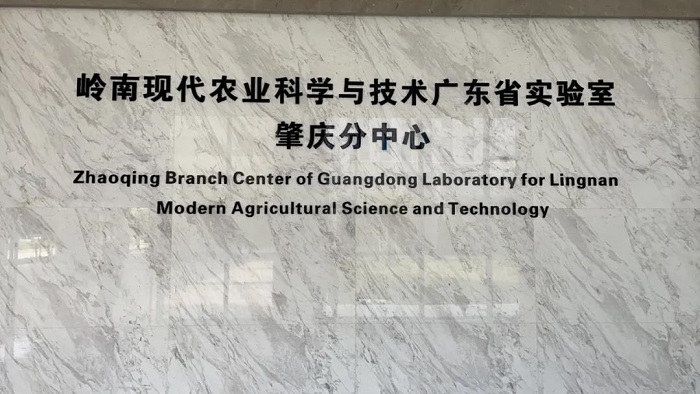 岭南现代农业科学与技术广东省实验室
肇庆分中心
Zhaoqing Branch Center of Guangdong Laboratory for Lingnan
Modern Agricultural Science and Technology